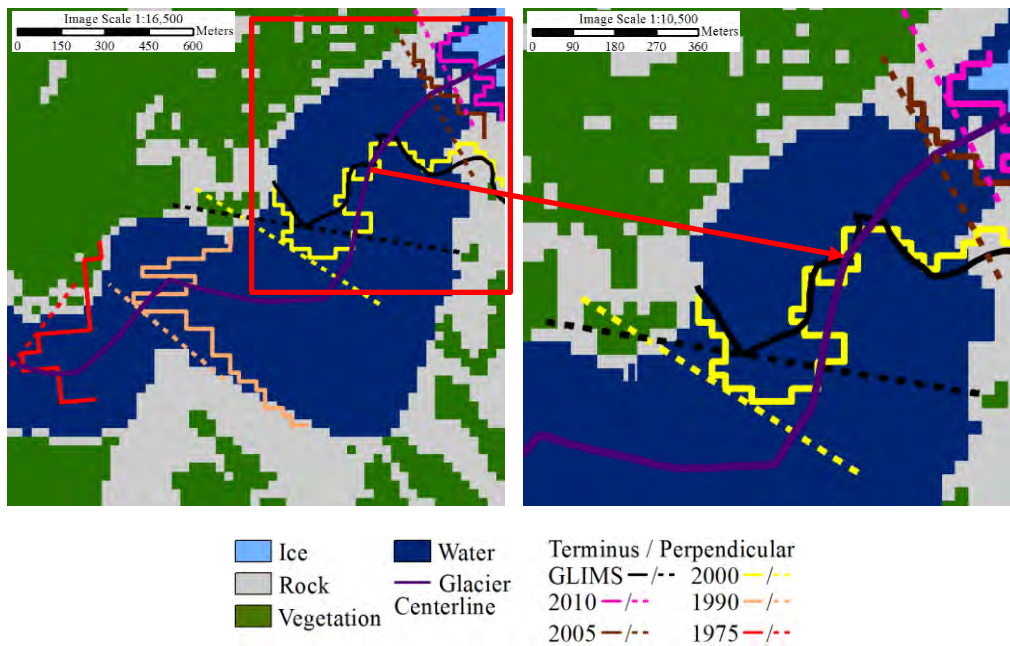 Image Scale 1:16,500
Meters
0 150 300 450 600
Image Scale 1:10,500
Meters
0 90 180 270 360
Ice
Rock
Vegetation
Water
Glacier
Centerline
Terminus / Perpendicular
GLIMS —/--
2010 —/--
2005 —/--
2000 —/--
1990 —/--
1975 —/--